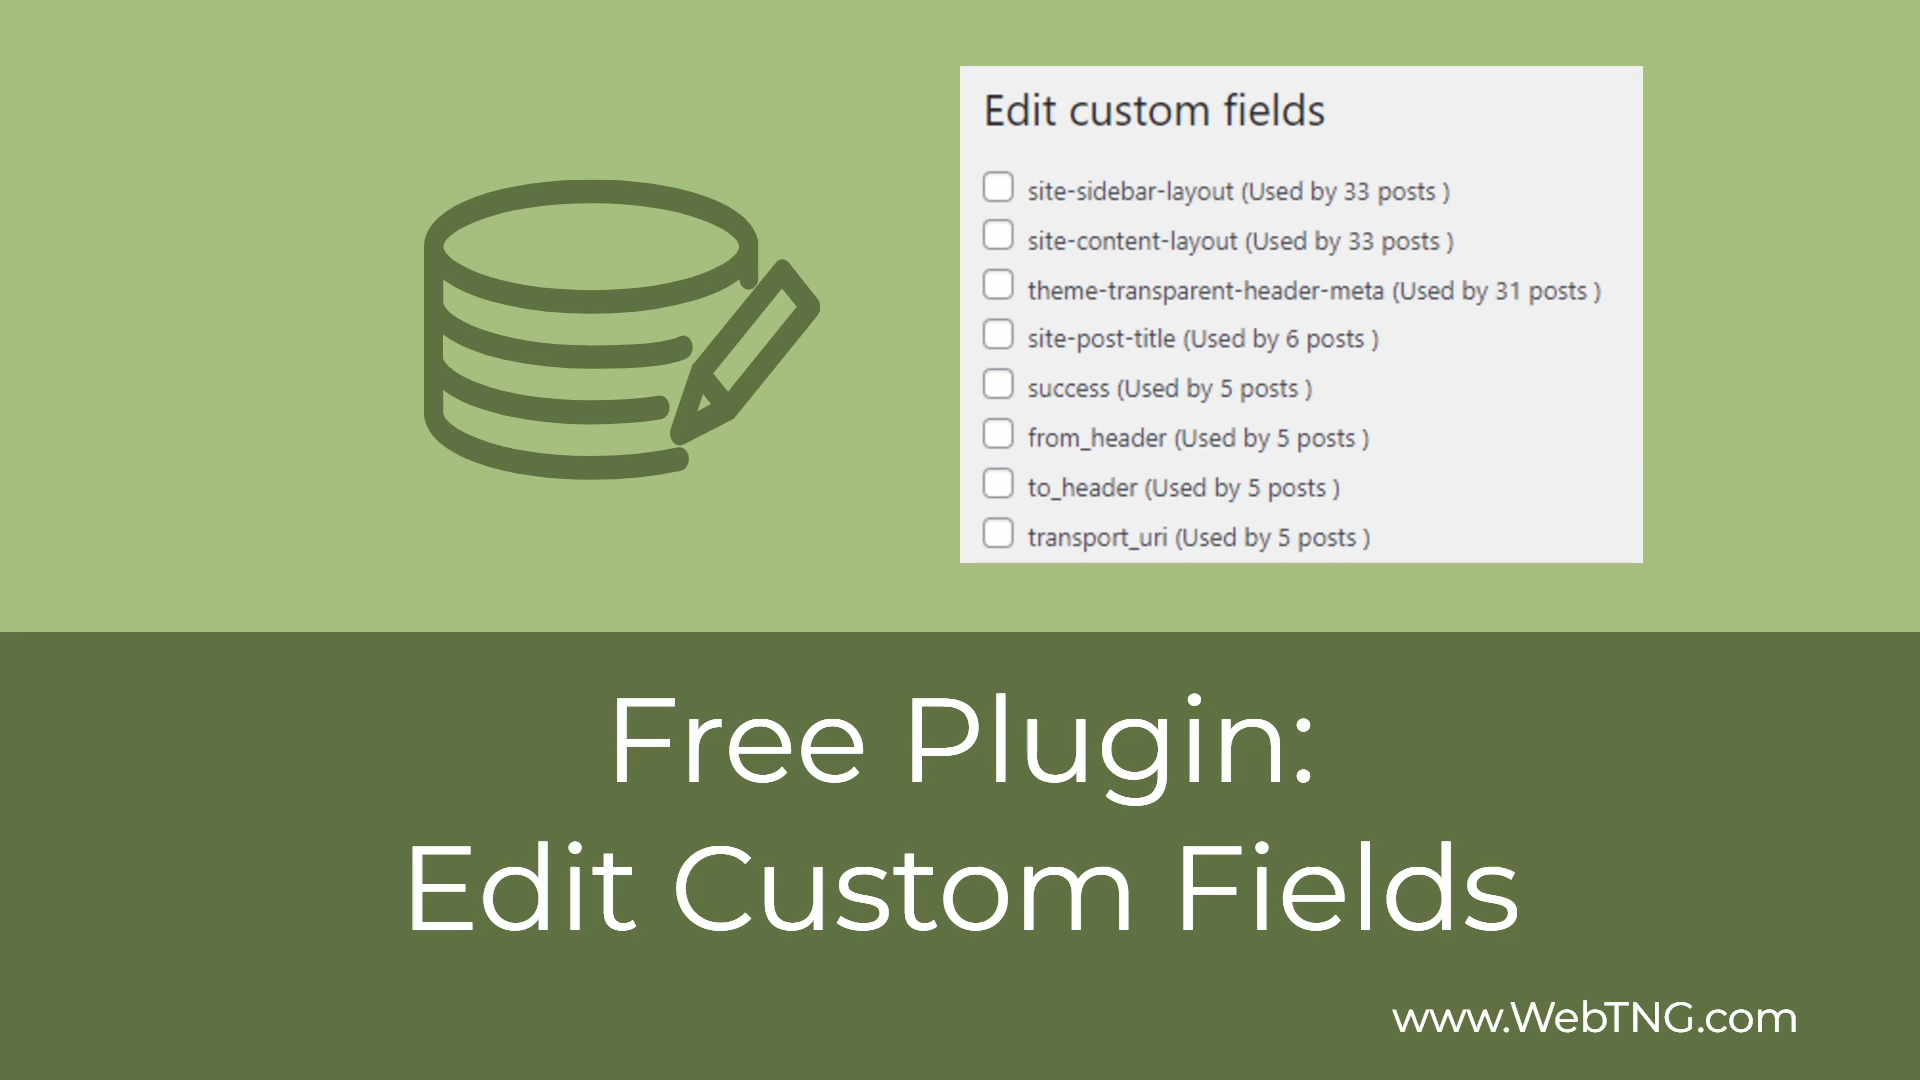 Edit custom fields
site-sidebar-layout (Used by 33 posts )
site-content-layout (Used by 33 posts )
theme-transparent-header-meta (Used by 31 posts )
site-post-title (Used by 6 posts )
success (Used by 5 posts )
from_header (Used by 5 posts )
to_header (Used by 5 posts )
transport_uri (Used by 5 posts )
Free Plugin:
Edit Custom Fields
www.WebTNG.com